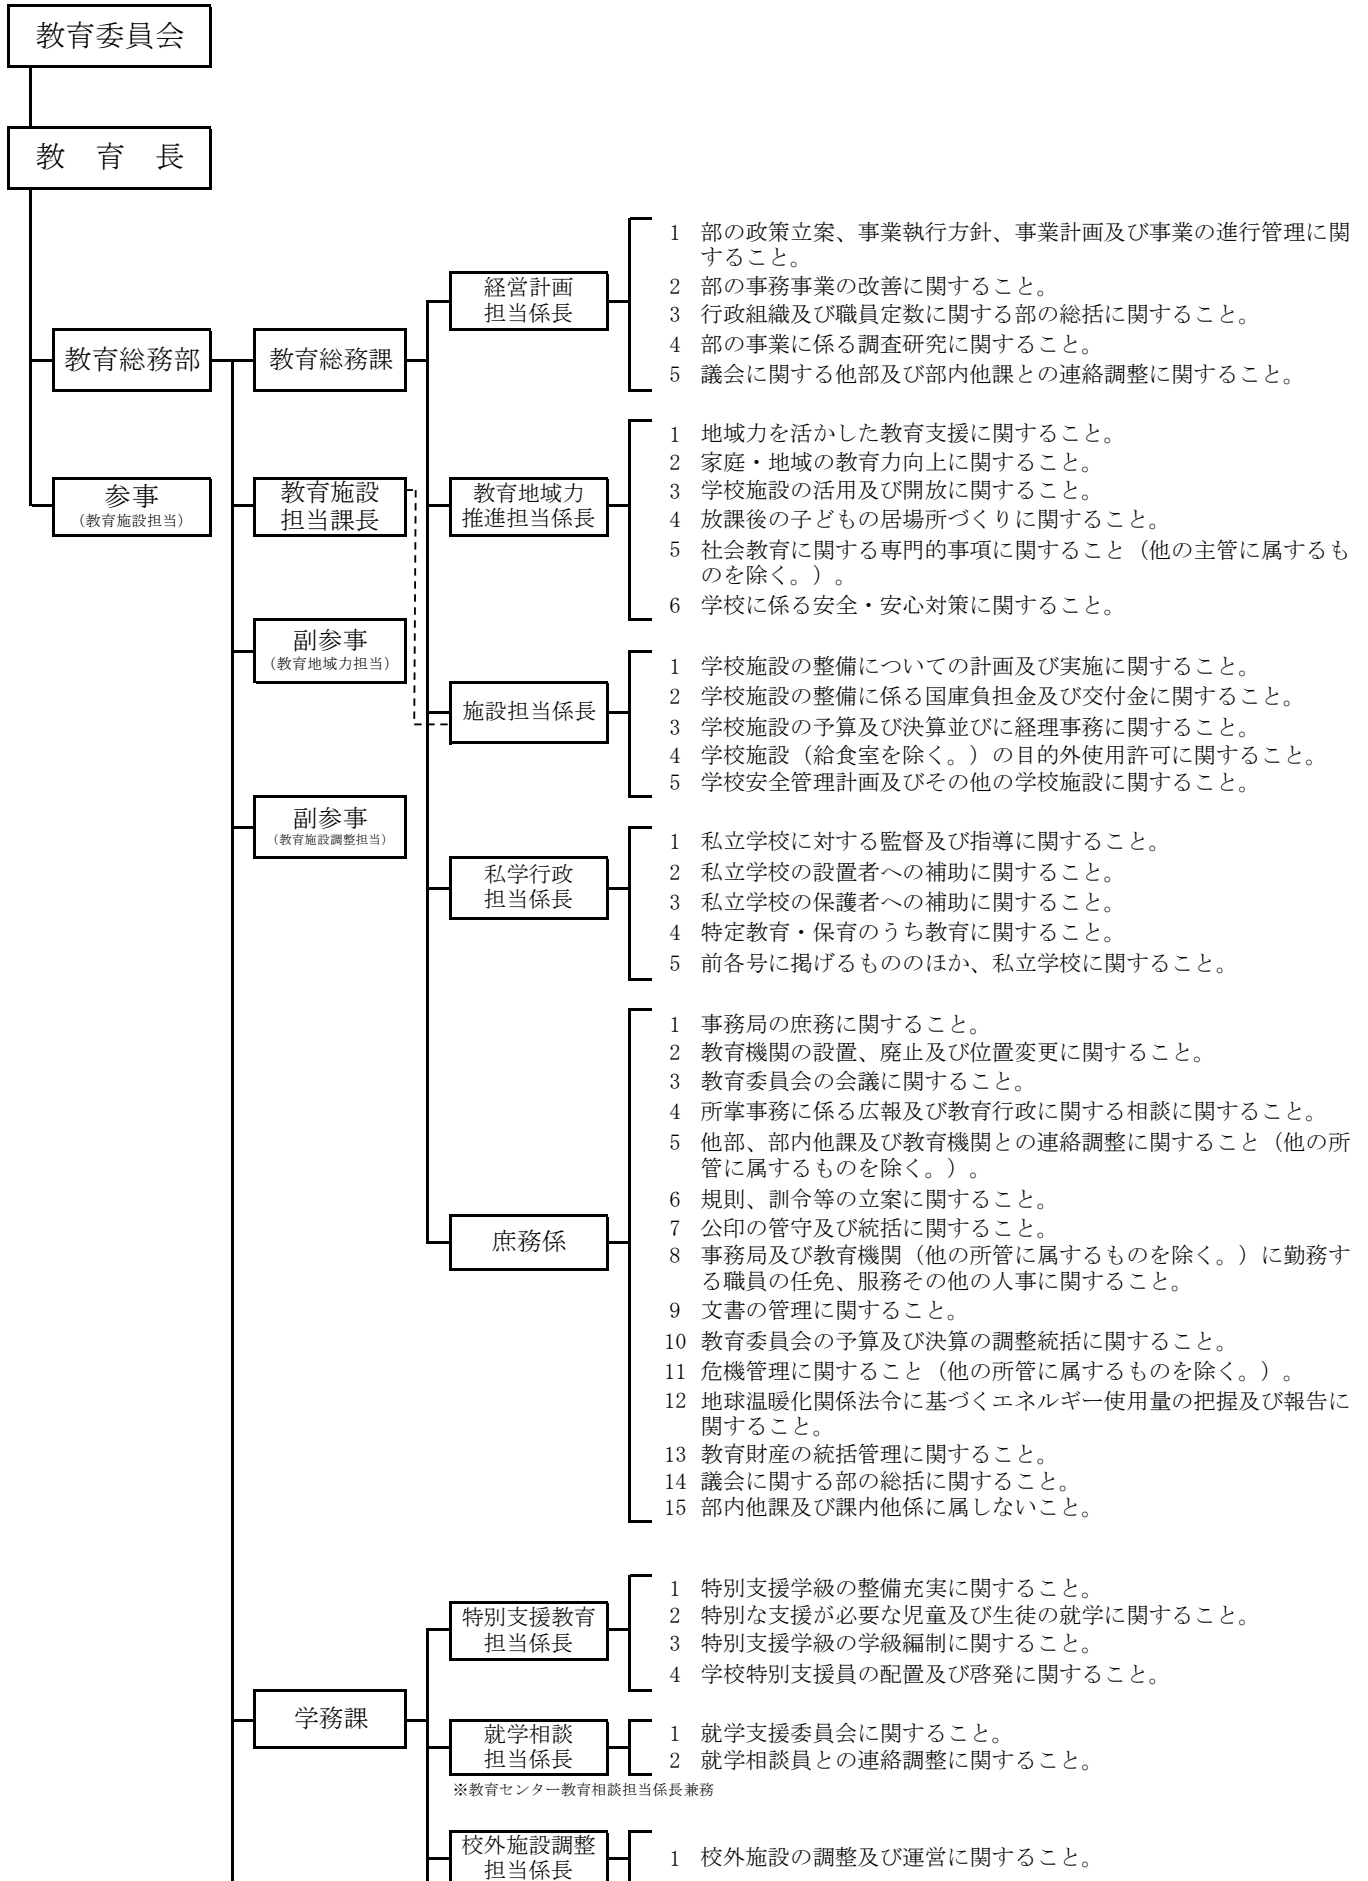 教育委員会
教　育　長
教育総務部
参事
（教育施設担当）
教育総務課
教育施設
担当課長
副参事
（教育地域力担当）
副参事
（教育施設調整担当）
経営計画
担当係長
1 部の政策立案、事業執行方針、事業計画及び事業の進行管理に関
すること。
2 部の事務事業の改善に関すること。
3 行政組織及び職員定数に関する部の総括に関すること。
4 部の事業に係る調査研究に関すること。
5 議会に関する他部及び部内他課との連絡調整に関すること。
教育地域力
推進担当係長
1 地域力を活かした教育支援に関すること。
2 家庭・地域の教育力向上に関すること。
3 学校施設の活用及び開放に関すること。
4 放課後の子どもの居場所づくりに関すること。
5 社会教育に関する専門的事項に関すること（他の主管に属するも
のを除く。）。
6 学校に係る安全・安心対策に関すること。
施設担当係長
1 学校施設の整備についての計画及び実施に関すること。
2 学校施設の整備に係る国庫負担金及び交付金に関すること。
3 学校施設の予算及び決算並びに経理事務に関すること。
4 学校施設（給食室を除く。）の目的外使用許可に関すること。
5 学校安全管理計画及びその他の学校施設に関すること。
私学行政
担当係長
1 私立学校に対する監督及び指導に関すること。
2 私立学校の設置者への補助に関すること。
3 私立学校の保護者への補助に関すること。
4 特定教育・保育のうち教育に関すること。
5 前各号に掲げるもののほか、私立学校に関すること。
庶務係
1 事務局の庶務に関すること。
2 教育機関の設置、廃止及び位置変更に関すること。
3 教育委員会の会議に関すること。
4 所掌事務に係る広報及び教育行政に関する相談に関すること。
5 他部、部内他課及び教育機関との連絡調整に関すること（他の所
管に属するものを除く。）。
6 規則、訓令等の立案に関すること。
7 公印の管守及び統括に関すること。
8 事務局及び教育機関（他の所管に属するものを除く。）に勤務す
る職員の任免、服務その他の人事に関すること。
9 文書の管理に関すること。
10 教育委員会の予算及び決算の調整統括に関すること。
11 危機管理に関すること（他の所管に属するものを除く。）。
12 地球温暖化関係法令に基づくエネルギー使用量の把握及び報告に
関すること。
13 教育財産の統括管理に関すること。
14 議会に関する部の総括に関すること。
15 部内他課及び課内他係に属しないこと。
学務課
特別支援教育
担当係長
1 特別支援学級の整備充実に関すること。
2 特別な支援が必要な児童及び生徒の就学に関すること。
3 特別支援学級の学級編制に関すること。
4 学校特別支援員の配置及び啓発に関すること。
就学相談
担当係長
1 就学支援委員会に関すること。
2 就学相談員との連絡調整に関すること。
※教育センター教育相談担当係長兼務
校外施設調整
担当係長
1 校外施設の調整及び運営に関すること。